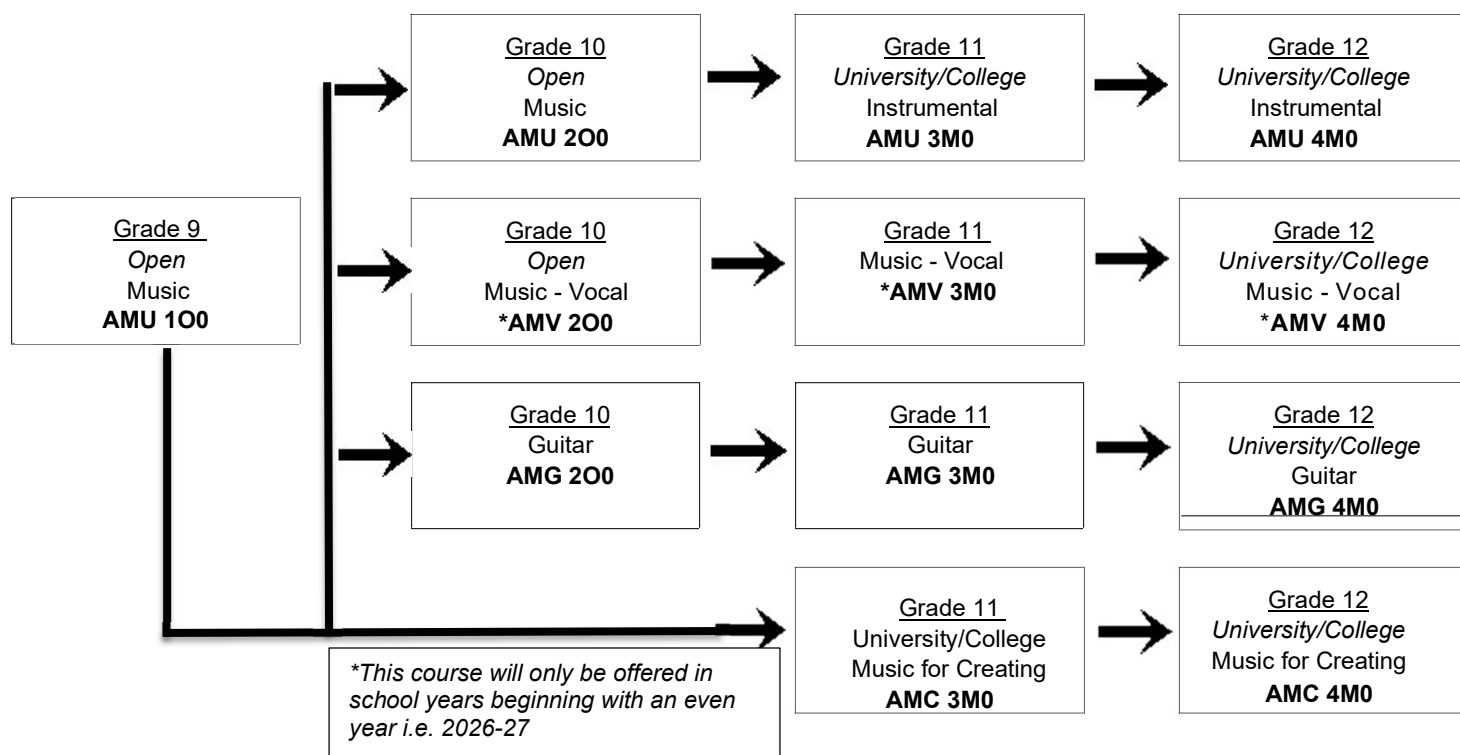 Grade 9
Open
Music
AMU 1O0
Grade 10
Open
Music
AMU 2O0
Grade 11
University/College
Instrumental
AMU 3M0
Grade 12
University/College
Instrumental
AMU 4M0
Grade 10
Open
Music - Vocal
*AMV 2O0
Grade 11
Music - Vocal
*AMV 3M0
Grade 12
University/College
Music - Vocal
*AMV 4M0
Grade 10
Guitar
AMG 2O0
Grade 11
Guitar
AMG 3M0
Grade 12
University/College
Guitar
AMG 4M0
Grade 11
University/College
Music for Creating
AMC 3M0
Grade 12
University/College
Music for Creating
AMC 4M0
*This course will only be offered in
school years beginning with an even
year i.e. 2026-27